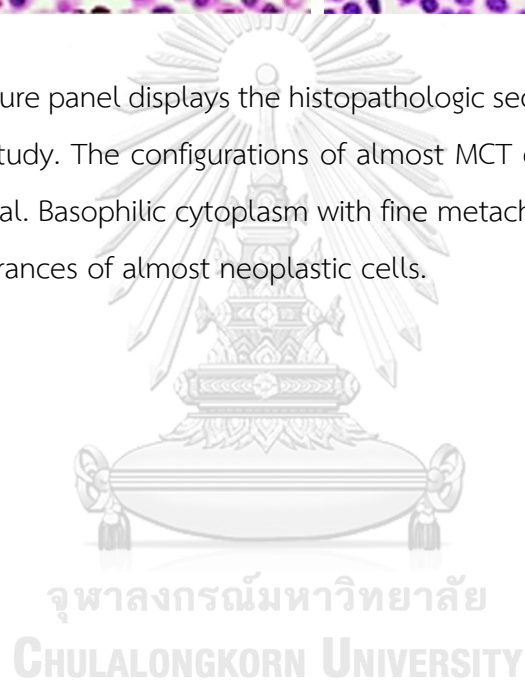 ure panel displays the histopathologic sec
tudy. The configurations of almost MCT
al. Basophilic cytoplasm with fine metach
rances of almost neoplastic cells.
จุฬาลงกรณ์มหาวิทยาลัย
CHULALONGKORN UNIVERSITY